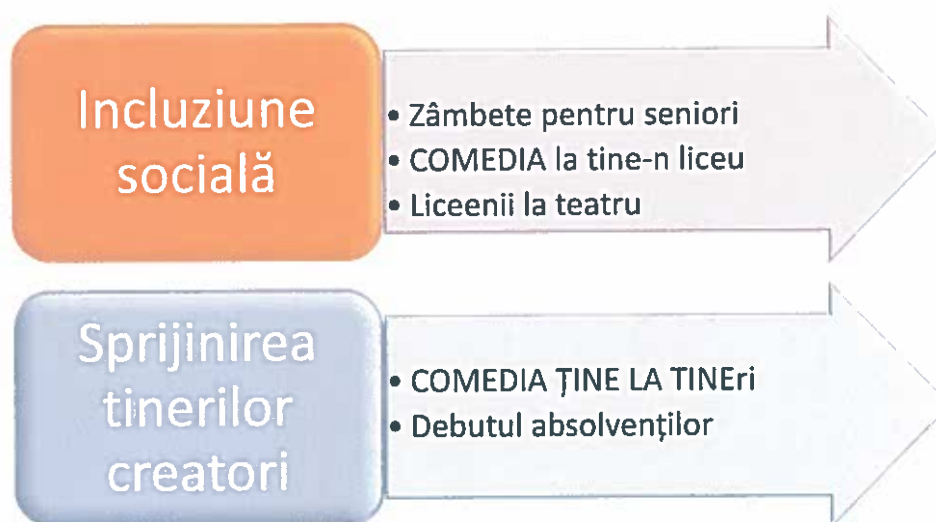 Incluziune
socială
• Zâmbete pentru seniori
• COMEDIA la tine-n liceu
• Liceenii la teatru
Sprijinirea
tinerilor
creatori
• COMEDIA ȚINE LA TINEri
• Debutul absolvenților